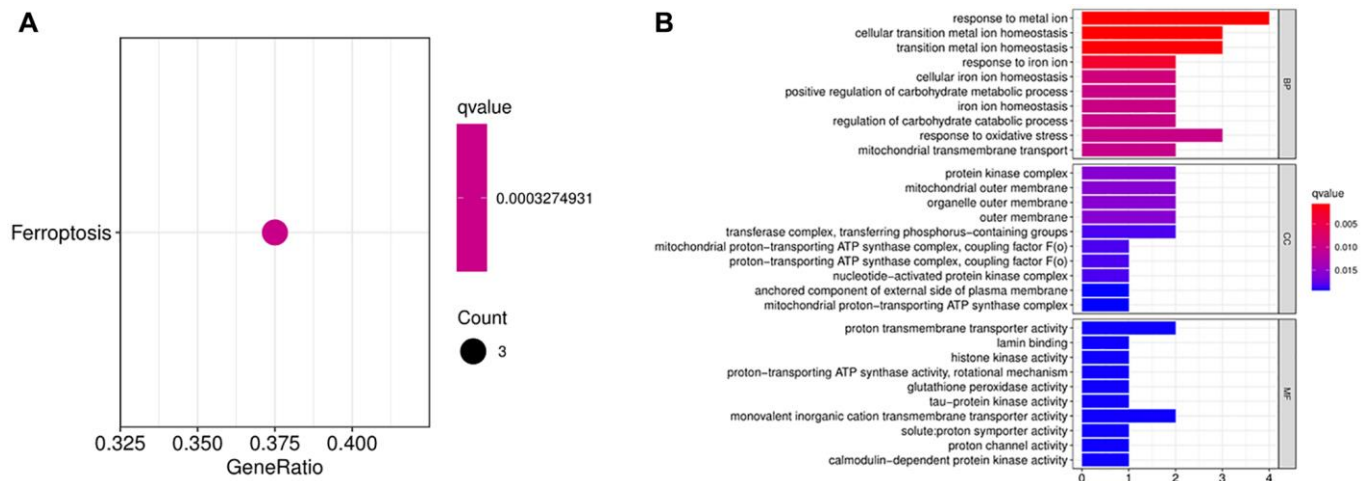 A
Ferroptosis
0.325 0.350 0.375 0.400
GeneRatio
qvalue
0.0003274931
Count
3
B
response to metal ion
cellular transition metal ion homeostasis
transition metal ion homeostasis
response to iron ion
cellular iron ion homeostasis
positive regulation of carbohydrate metabolic process
iron ion homeostasis
regulation of carbohydrate catabolic process
response to oxidative stress
mitochondrial transmembrane transport
BP
protein kinase complex
mitochondrial outer membrane
organelle outer membrane
outer membrane
transferase complex, transferring phosphorus−containing groups
mitochondrial proton−transporting ATP synthase complex, coupling factor F(o)
proton−transporting ATP synthase complex, coupling factor F(o)
nucleotide−activated protein kinase complex
anchored component of external side of plasma membrane
mitochondrial proton−transporting ATP synthase complex
CC
proton transmembrane transporter activity
lamin binding
histone kinase activity
proton−transporting ATP synthase activity, rotational mechanism
glutathione peroxidase activity
tau−protein kinase activity
monovalent inorganic cation transmembrane transporter activity
solute:proton symporter activity
proton channel activity
calmodulin−dependent protein kinase activity
MF
0 1 2 3 4
qvalue
0.005
0.010
0.015